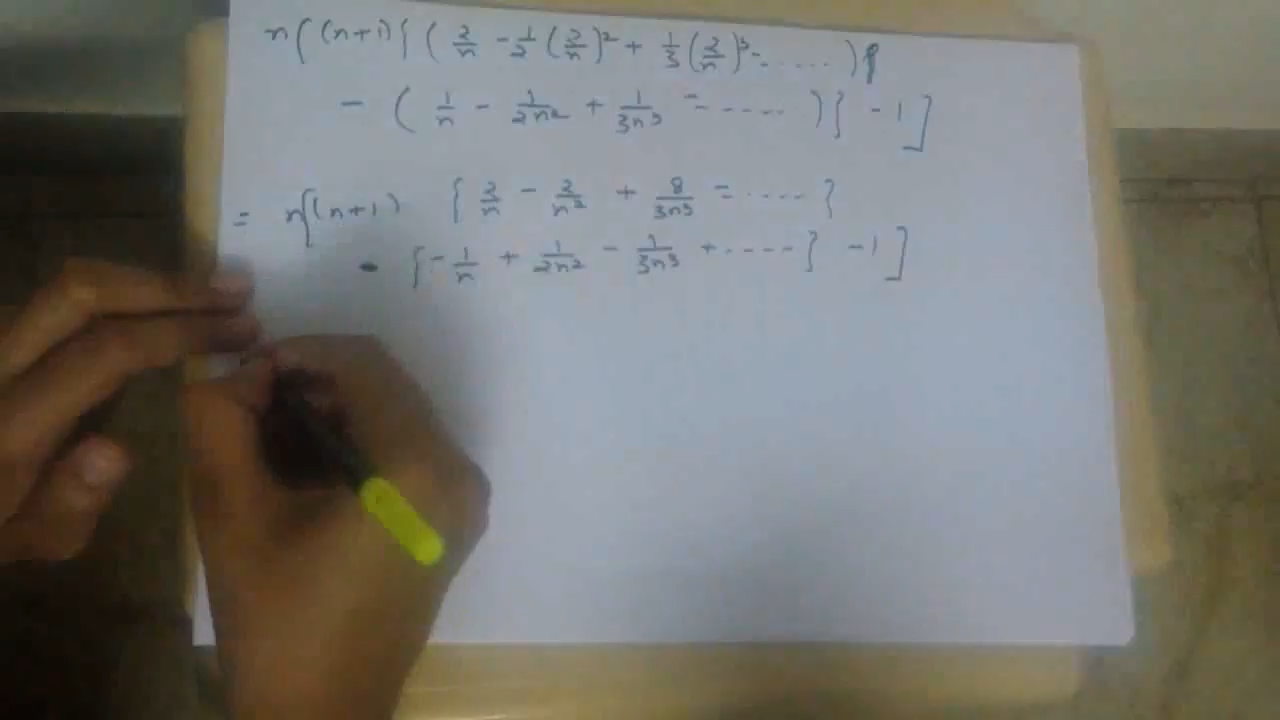 n[(n+1){(2/n - 1/2 (2/n)² + 1/3 (2/n)³ - .....)
- (1/n - 1/2n² + 1/3n³ - .....)} - 1]
= n[(n+1) {2/n - 2/n² + 8/3n³ - .....}
{-1/n + 1/2n² - 1/3n³ + .....} - 1]